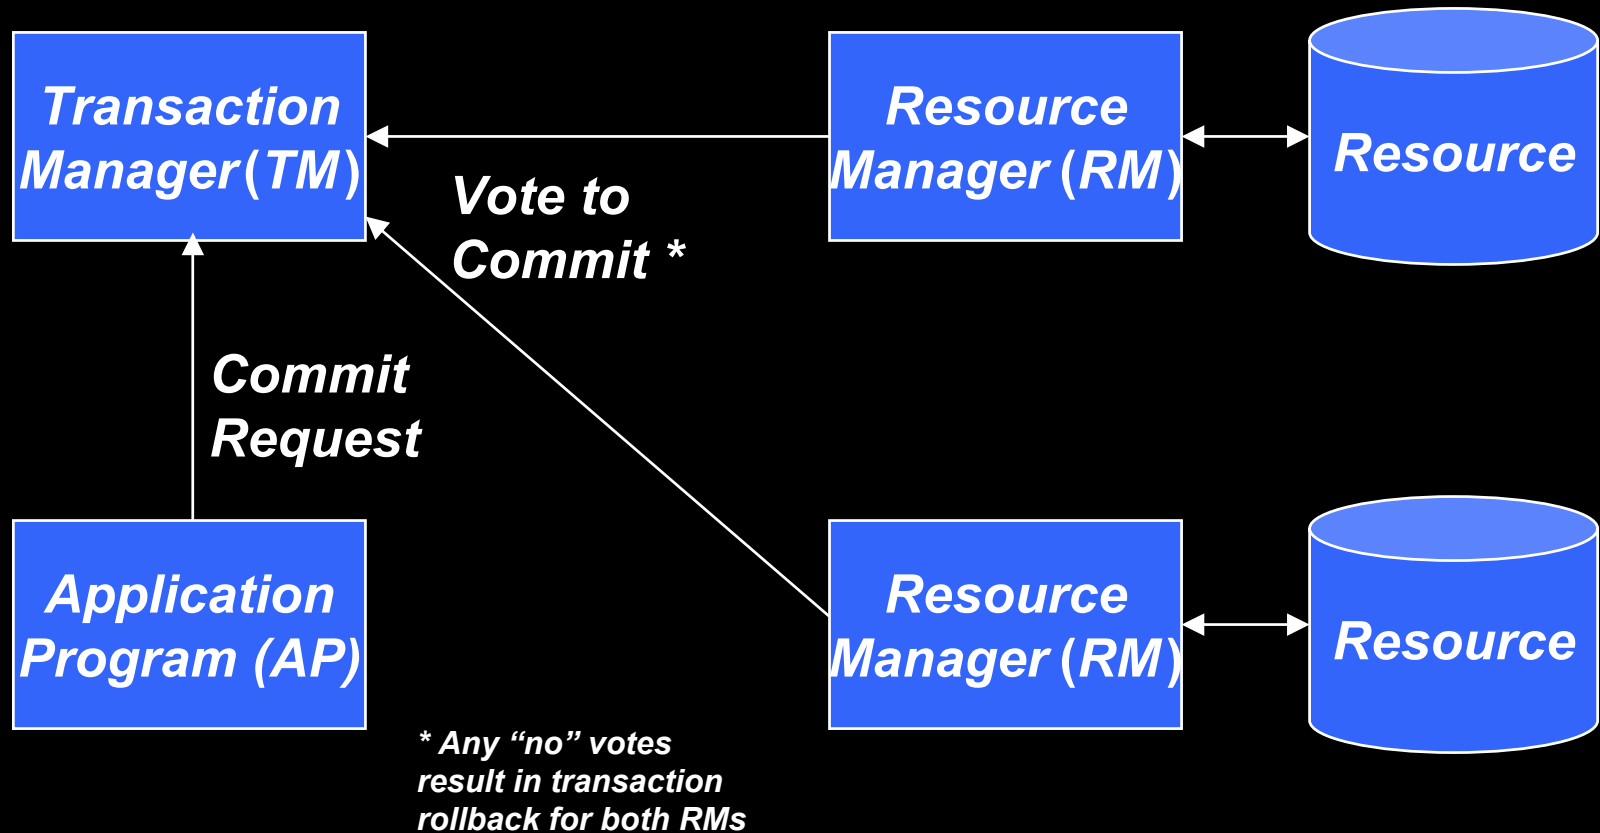 Transaction
Manager (TM)
Resource
Manager (RM)
Resource
Vote to
Commit *
Commit
Request
Application
Program (AP)
Resource
Manager (RM)
Resource
* Any “no” votes
result in transaction
rollback for both RMs